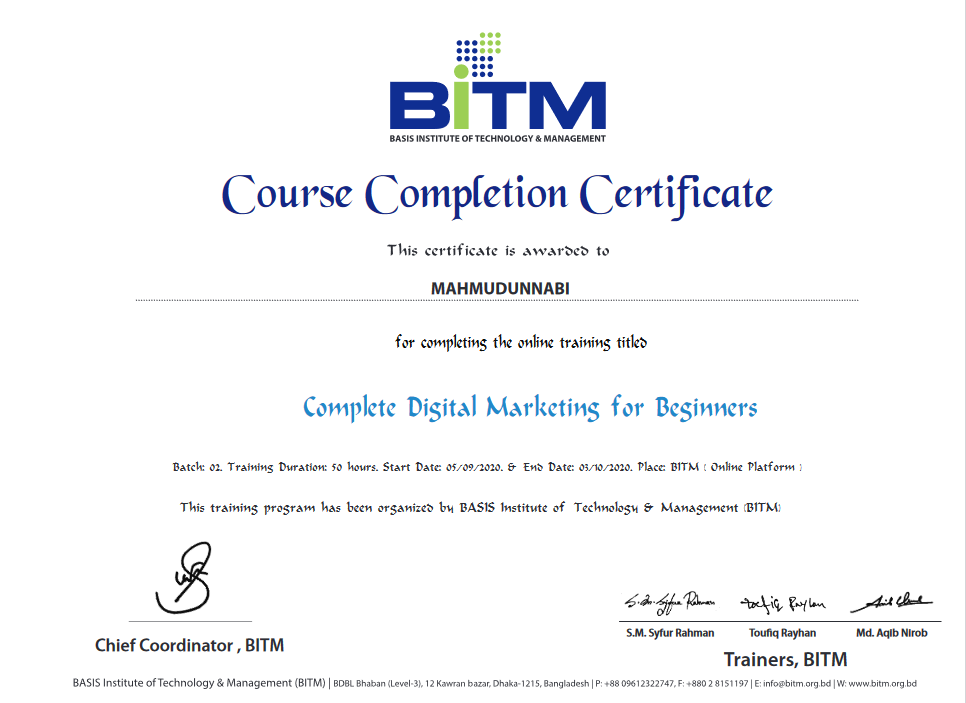 BiTM
BASIS INSTITUTE OF TECHNOLOGY & MANAGEMENT
Course Completion Certificate
This certificate is awarded to
MAHMUDUNNABI
for completing the online training titled
Complete Digital Marketing for Beginners
Batch: 02. Training Duration: 50 hours. Start Date: 05/09/2020. & End Date: 03/10/2020. Place: BITM ( Online Platform )
This training program has been organized by BASIS Institute of Technology & Management (BITM)
S.M. Syfur Rahman Toufiq Rayhan
S.M. Syfur Rahman Toufiq Rayhan Md. Aqib Nirob
Chief Coordinator , BITM
Trainers, BITM
BASIS Institute of Technology & Management (BITM) | BDBL Bhaban (Level-3), 12 Kawran bazar, Dhaka-1215, Bangladesh | P: +88 09612322747, F: +880 2 8151197 | E: info@bitm.org.bd | W: www.bitm.org.bd